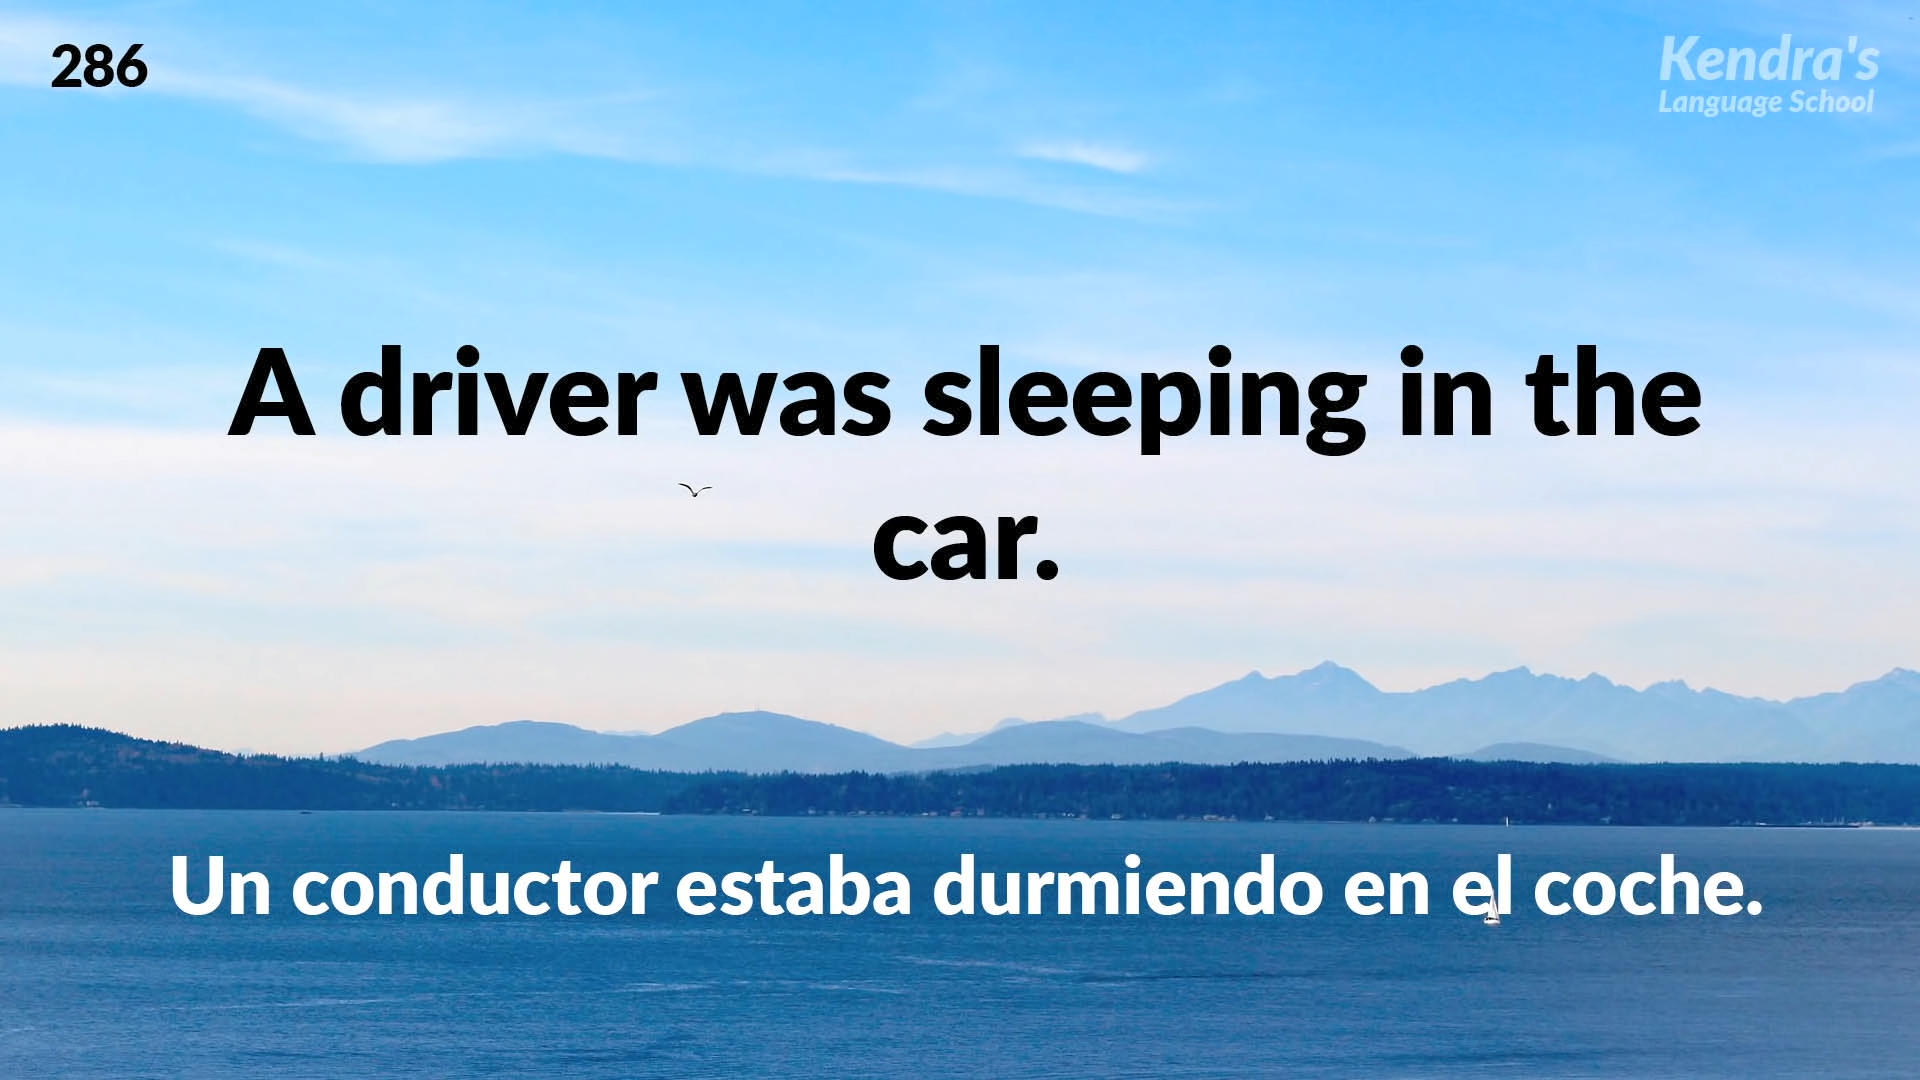 286
Kendra's
Language School
A driver was sleeping in the
car.
Un conductor estaba durmiendo en el coche.